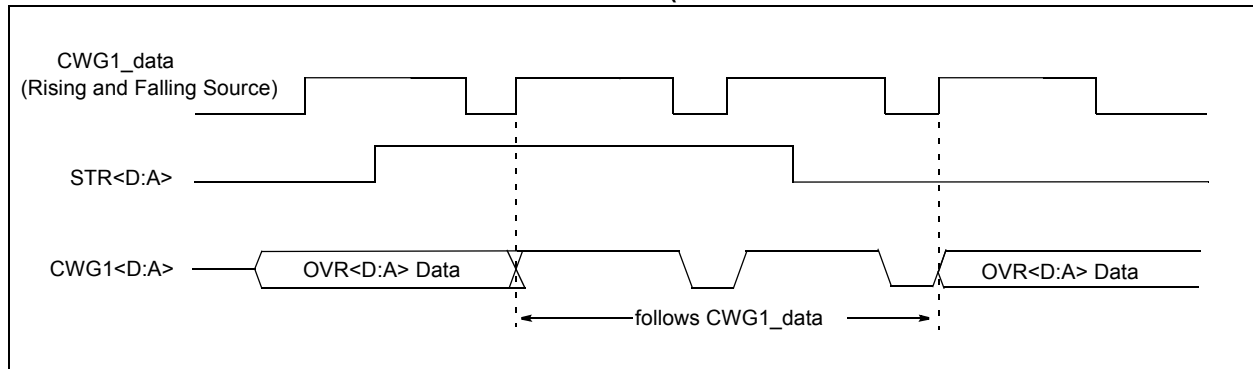 CWG1_data
(Rising and Falling Source)
STR<D:A>
CWG1<D:A>
OVR<D:A> Data
OVR<D:A> Data
follows CWG1_data